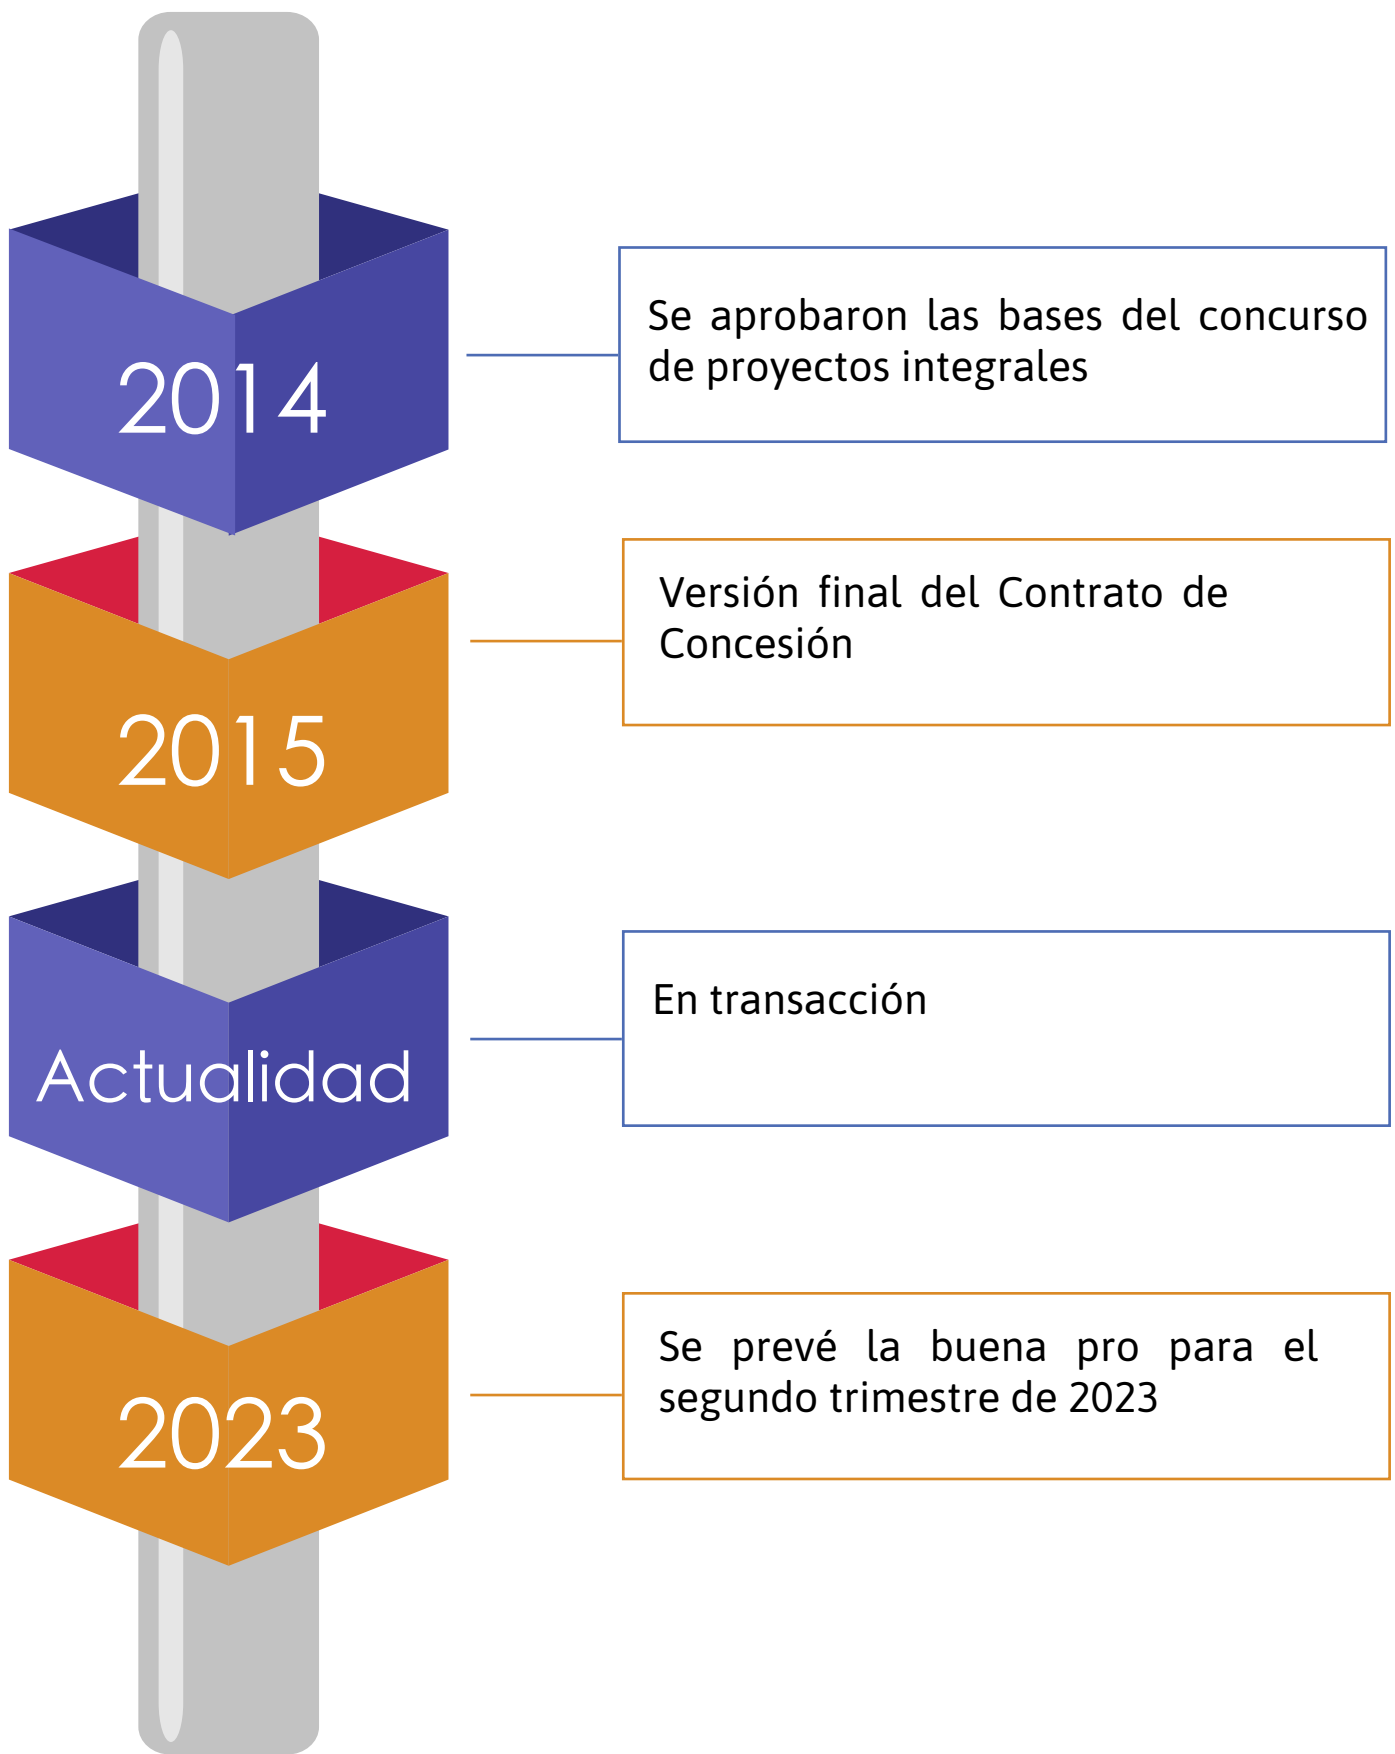 2014
Se aprobaron las bases del concurso
de proyectos integrales
2015
Versión final del Contrato de
Concesión
Actualidad
En transacción
2023
Se prevé la buena pro para el
segundo trimestre de 2023